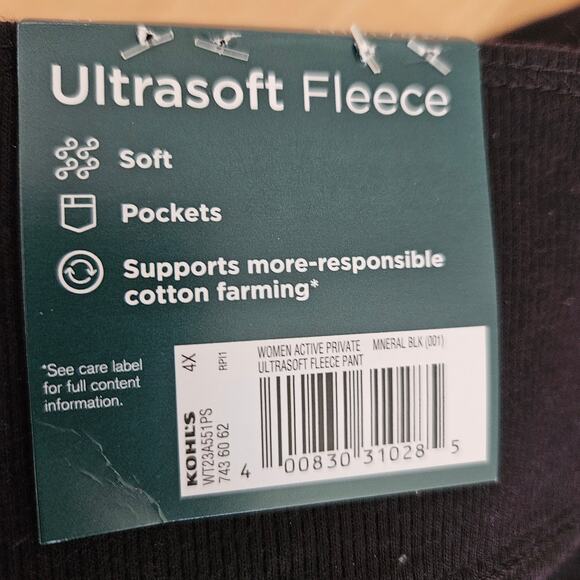 Ultrasoft Fleece
Soft
Pockets
Supports more-responsible
cotton farming*
*See care label
for full content
information.
KOHL'S
WT23A551PS
743 60 62
4X
RPI1
WOMEN ACTIVE PRIVATE MNERAL BLK (001)
ULTRASOFT FLEECE PANT
4 00830 31028 5